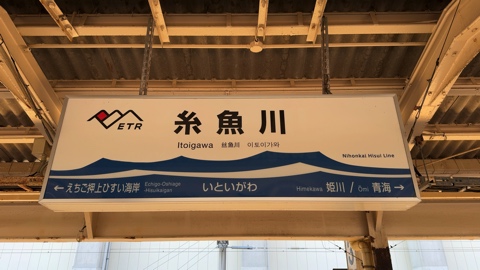 ETR
糸魚川
Itoigawa 丝鱼川 이토이가와
Nihonkai Hisui Line
← えちご押上ひすい海岸 Echigo-Oshiage
-Hisuikaigan
いといがわ
Himekawa 姫川 / Ōmi 青海 →